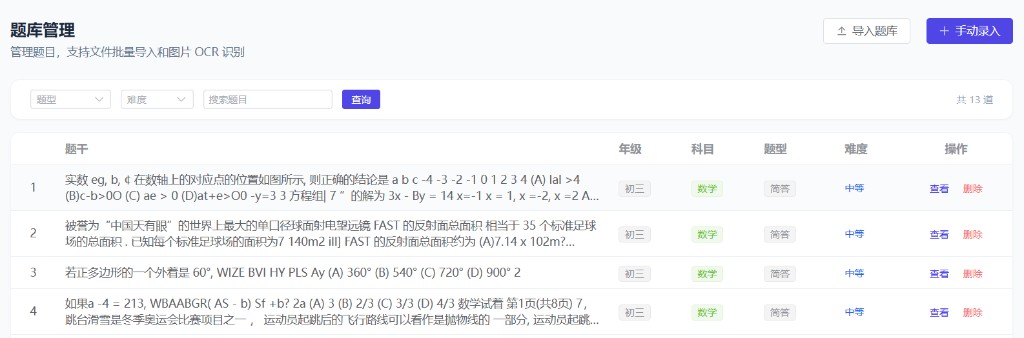 题库管理
管理题目，支持文件批量导入和图片 OCR 识别
导入题库
手动录入
题型
难度
搜索题目
查询
共 13 道
题干 年级 科目 题型 难度 操作
1 实数 eg, b, ¢ 在数轴上的对应点的位置如图所示, 则正确的结论是 a b c -4 -3 -2 -1 0 1 2 3 4 (A) lal >4 初三 数学 简答 中等 查看 删除
(B)c-b>0O (C) ae > 0 (D)at+e>O0 -y=3 3 方程组| 7 “ 的解为 3x - By = 14 x=-1 x = 1, x =-2, x =2 A...
2 被誉为“中国天有眼”的世界上最大的单口径球面射电望远镜 FAST 的反射面总面积 相当于 35 个标准足球 初三 数学 简答 中等 查看 删除
场的总面积 . 已知每个标准足球场的面积为7 140m2 ill] FAST 的反射面总面积约为 (A)7.14 x 102m?...
3 若正多边形的一个外着是 60°, WIZE BVI HY PLS Ay (A) 360° (B) 540° (C) 720° (D) 900° 2 初三 数学 简答 中等 查看 删除
4 如果a -4 = 213, WBAABGR( AS - b) Sf +b? 2a (A) 3 (B) 2/3 (C) 3/3 (D) 4/3 数学试着 第1页(共8页) 7, 初三 数学 简答 中等 查看 删除
跳台滑雪是冬季奥运会比赛项目之一， 运动员起跳后的飞行路线可以看作是抛物线的 一部分, 运动员起跳...